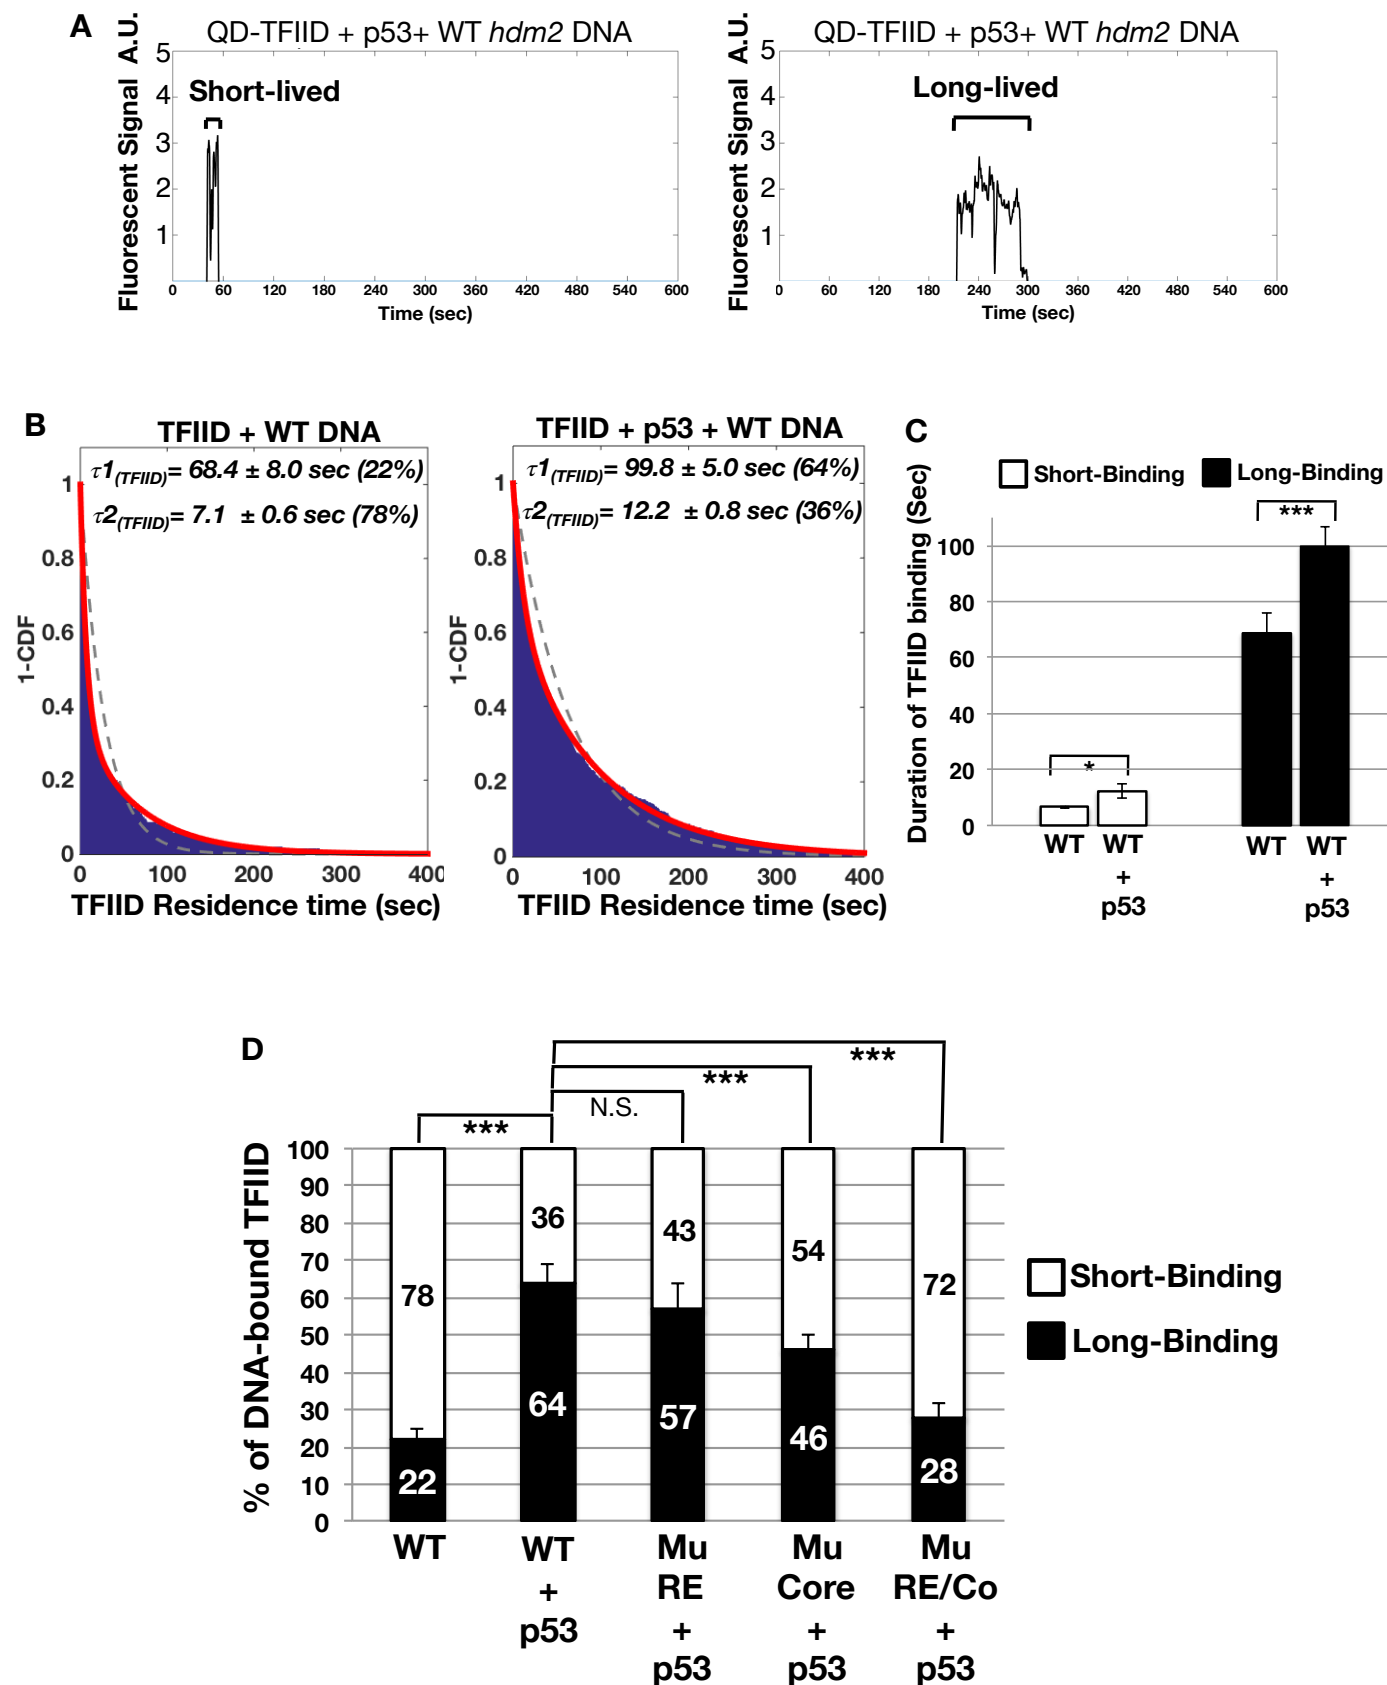 A
QD-TFIID + p53+ WT hdm2 DNA
Fluorescent Signal A.U.
5
4
3
2
1
Short-lived
0 60 120 180 240 300 360 420 480 540 600
Time (sec)
QD-TFIID + p53+ WT hdm2 DNA
Fluorescent Signal A.U.
5
4
3
2
1
Long-lived
0 60 120 180 240 300 360 420 480 540 600
Time (sec)
B
TFIID + WT DNA
τ1(TFIID)= 68.4 ± 8.0 sec (22%)
τ2(TFIID)= 7.1 ± 0.6 sec (78%)
1-CDF
1
0.8
0.6
0.4
0.2
0
0 100 200 300 400
TFIID Residence time (sec)
TFIID + p53 + WT DNA
τ1(TFIID)= 99.8 ± 5.0 sec (64%)
τ2(TFIID)= 12.2 ± 0.8 sec (36%)
1-CDF
1
0.8
0.6
0.4
0.2
0
0 100 200 300 400
TFIID Residence time (sec)
C
Short-Binding Long-Binding
Duration of TFIID binding (Sec)
100
80
60
40
20
0
*
***
WT WT WT WT
+ +
p53 p53
D
***
***
N.S.
***
% of DNA-bound TFIID
100
90
80
70
60
50
40
30
20
10
0
78 36 43 54 72
22 64 57 46 28
Short-Binding
Long-Binding
WT WT Mu Mu Mu
+ RE Core RE/Co
p53 + + +
p53 p53 p53